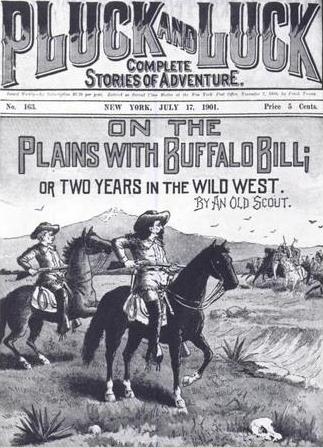 PLUCK AND LUCK
COMPLETE
STORIES OF ADVENTURE.
No. 163. NEW YORK, JULY 17, 1901. Price 5 Cents.
ON THE
PLAINS WITH BUFFALO BILL;
OR TWO YEARS IN THE WILD WEST.
BY AN OLD SCOUT.